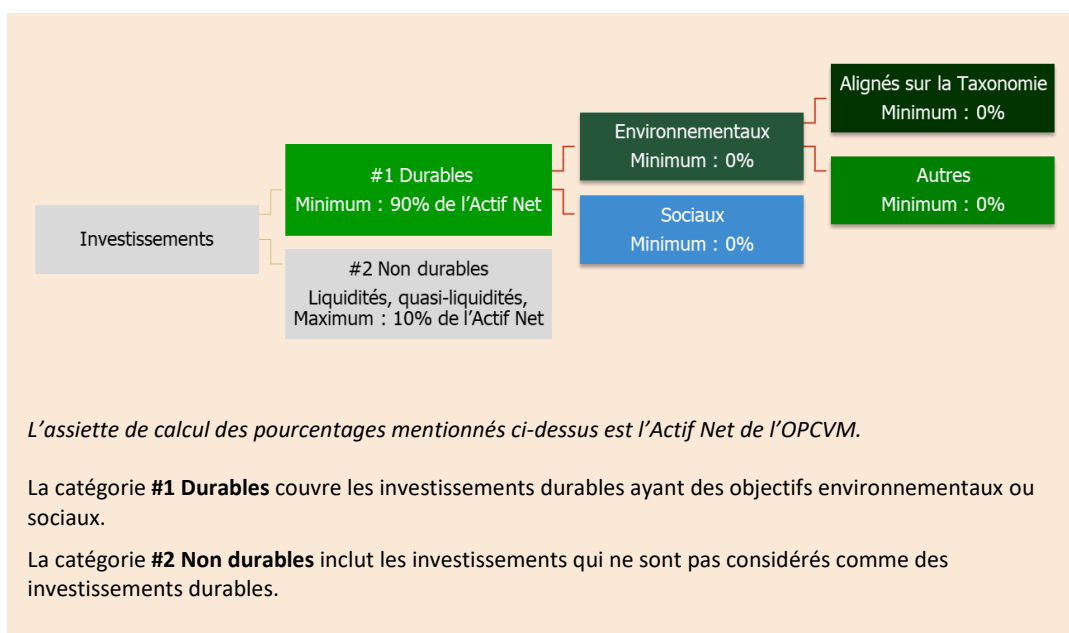 Investissements
#1 Durables
Minimum : 90% de l’Actif Net
#2 Non durables
Liquidités, quasi-liquidités,
Maximum : 10% de l’Actif Net
Environnementaux
Minimum : 0%
Sociaux
Minimum : 0%
Alignés sur la Taxonomie
Minimum : 0%
Autres
Minimum : 0%
L’assiette de calcul des pourcentages mentionnés ci-dessus est l’Actif Net de l’OPCVM.
La catégorie #1 Durables couvre les investissements durables ayant des objectifs environnementaux ou
sociaux.
La catégorie #2 Non durables inclut les investissements qui ne sont pas considérés comme des
investissements durables.